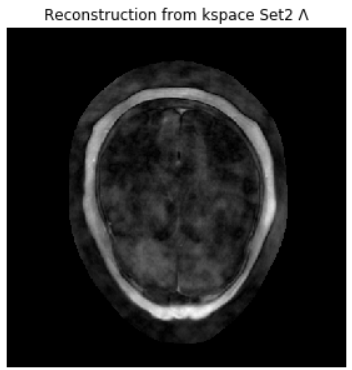 Reconstruction from kspace Set2 Λ